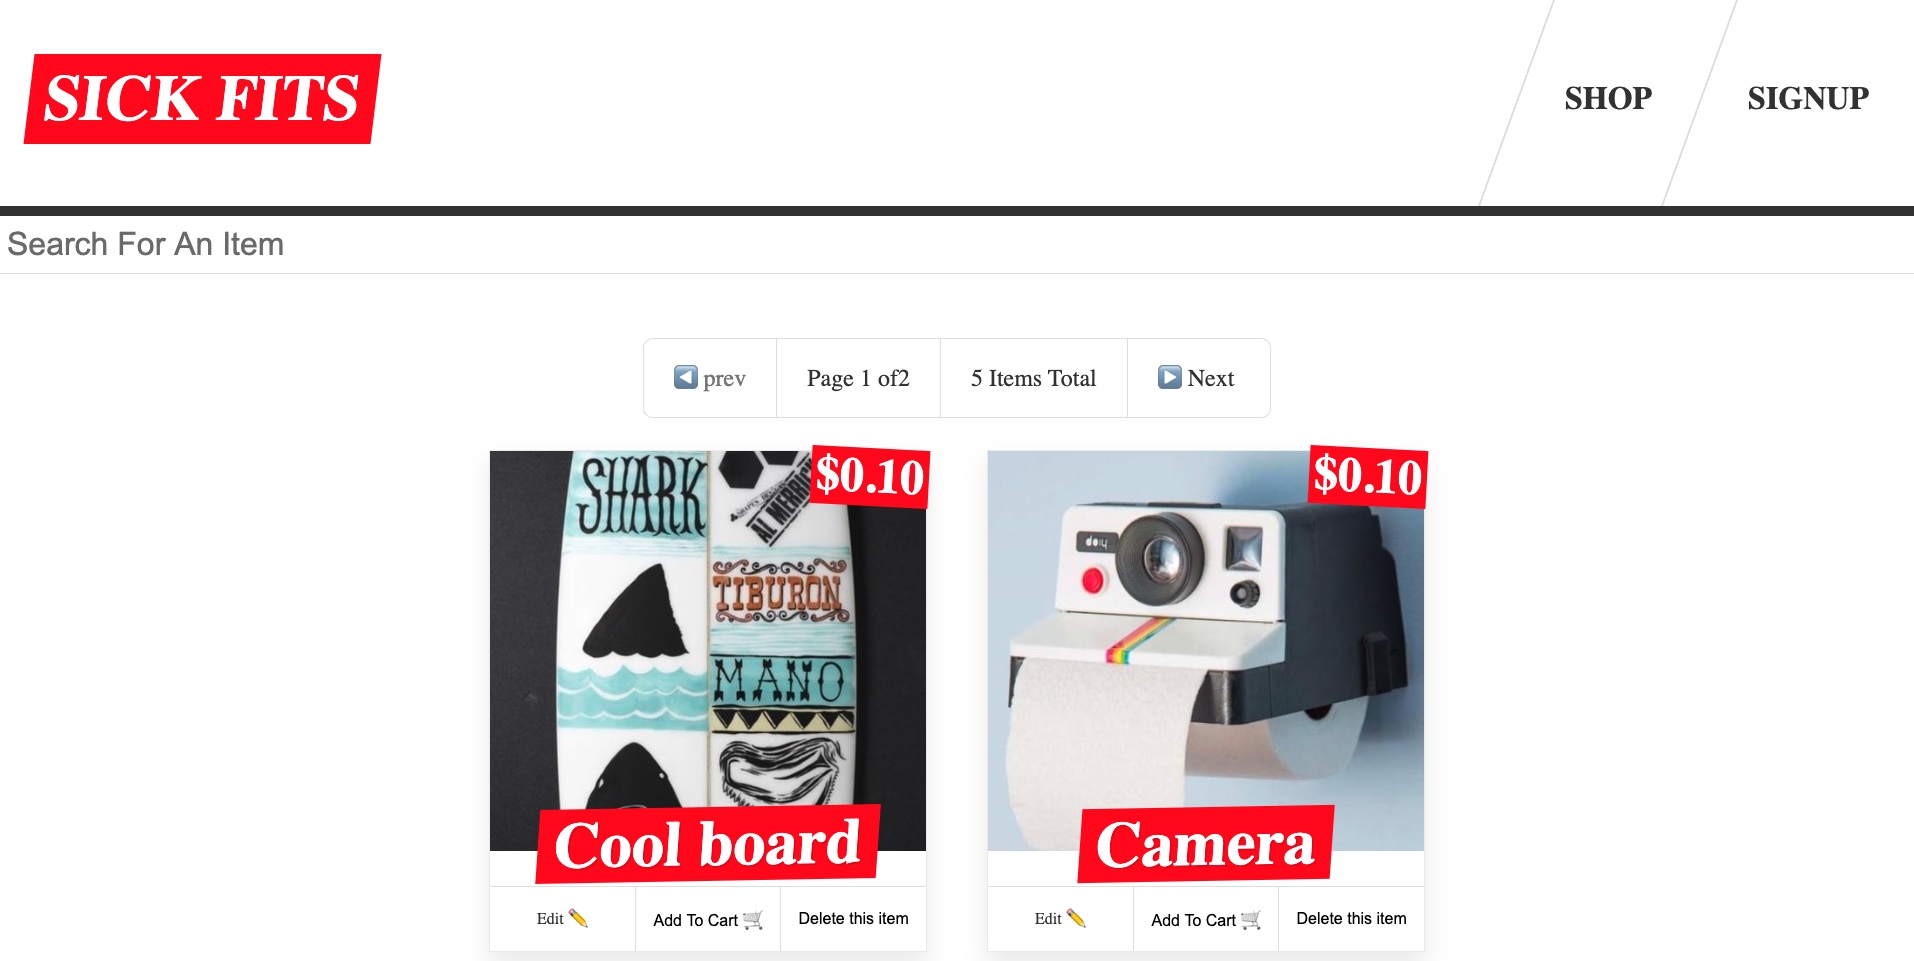 SICK FITS
SHOP
SIGNUP
Search For An Item
◀️ prev
Page 1 of2
5 Items Total
▶️ Next
$0.10
SHARK
AL MERRICK
TIBURON
MANO
Cool board
Edit ✏️
Add To Cart 🛒
Delete this item
$0.10
doiy
Camera
Edit ✏️
Add To Cart 🛒
Delete this item